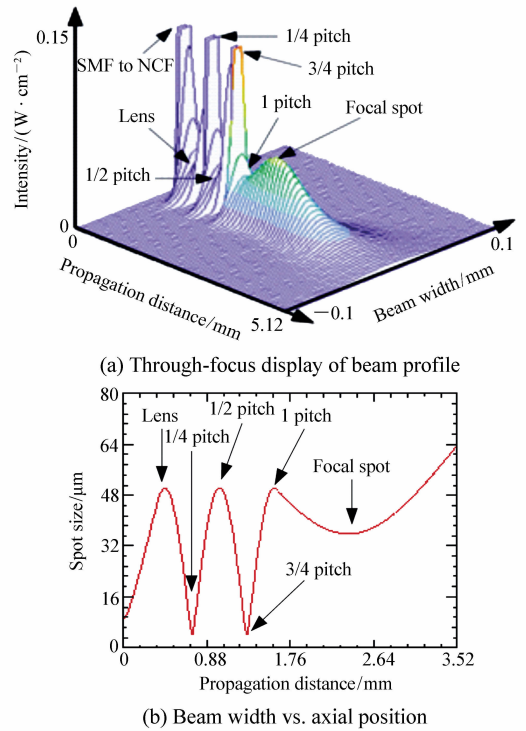 0.15
Intensity/(W · cm⁻²)
0
SMF to NCF
1/4 pitch
3/4 pitch
1 pitch
Focal spot
Lens
1/2 pitch
0
Propagation distance/mm
5.12
−0.1
Beam width/mm
0.1
(a) Through-focus display of beam profile
80
64
48
32
16
0
Spot size/μm
Lens
1/2 pitch
1/4 pitch
1 pitch
Focal spot
3/4 pitch
0
0.88
1.76
2.64
3.52
Propagation distance/mm
(b) Beam width vs. axial position